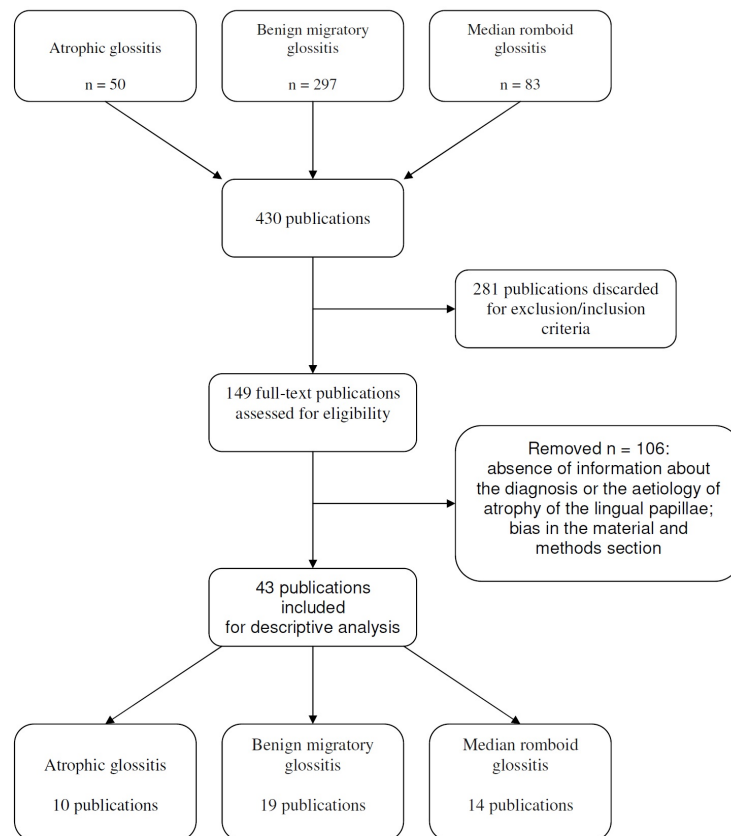 Atrophic glossitis
n = 50
Benign migratory
glossitis
n = 297
Median romboid
glossitis
n = 83
430 publications
281 publications discarded
for exclusion/inclusion
criteria
149 full-text publications
assessed for eligibility
Removed n = 106:
absence of information about
the diagnosis or the aetiology of
atrophy of the lingual papillae;
bias in the material and
methods section
43 publications
included
for descriptive analysis
Atrophic glossitis
10 publications
Benign migratory
glossitis
19 publications
Median romboid
glossitis
14 publications